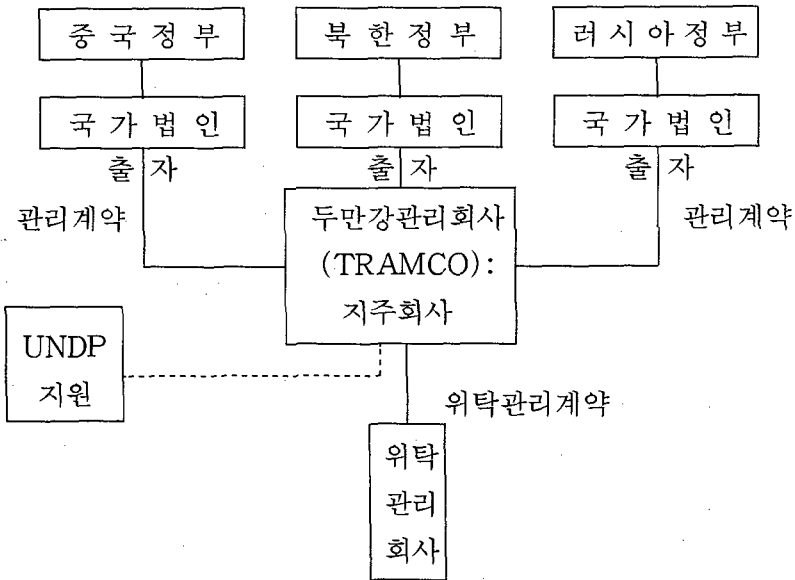 중국정부
북한정부
러시아정부
국가법인
국가법인
국가법인
출자
출자
출자
관리계약
두만강관리회사
(TRAMCO):
지주회사
관리계약
UNDP
지원
위탁관리계약
위탁
관리
회사